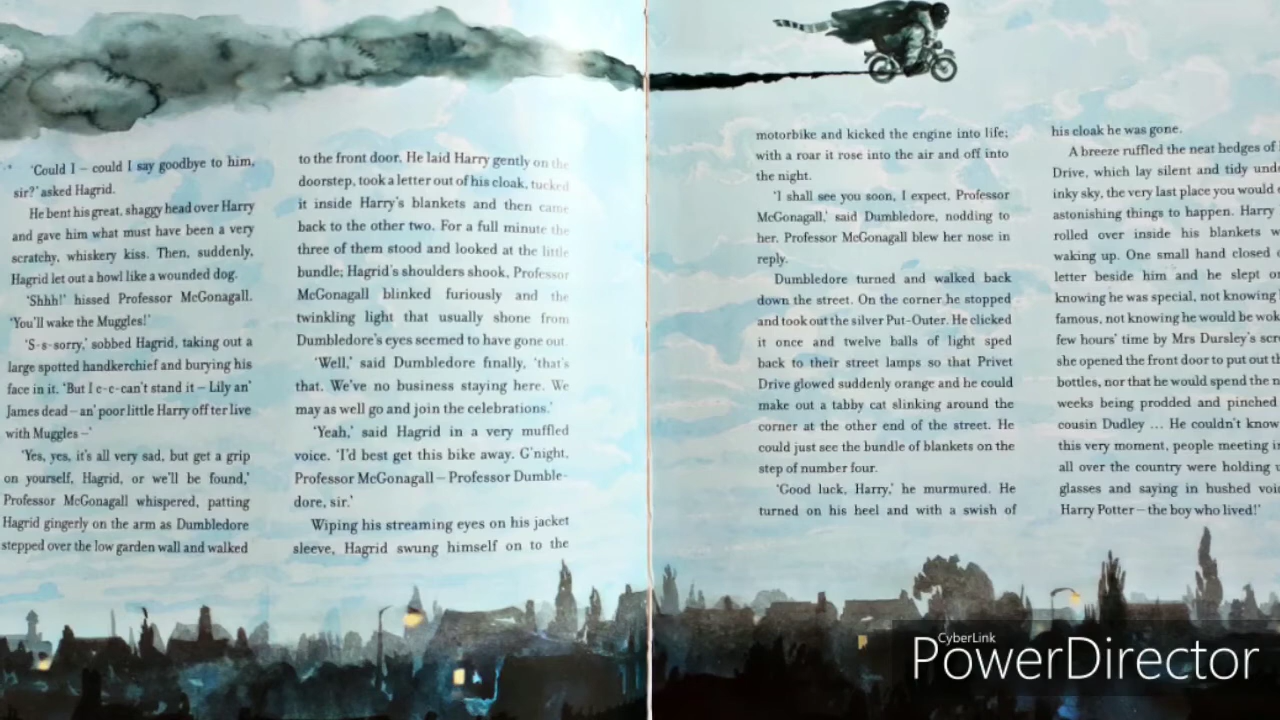 'Could I – could I say goodbye to him,
sir?' asked Hagrid.
He bent his great, shaggy head over Harry
and gave him what must have been a very
scratchy, whiskery kiss. Then, suddenly,
Hagrid let out a howl like a wounded dog.
'Shhh!' hissed Professor McGonagall.
'You'll wake the Muggles!'
'S-s-sorry,' sobbed Hagrid, taking out a
large spotted handkerchief and burying his
face in it. 'But I c-c-can't stand it – Lily an'
James dead – an' poor little Harry off ter live
with Muggles –'
'Yes, yes, it's all very sad, but get a grip
on yourself, Hagrid, or we'll be found,'
Professor McGonagall whispered, patting
Hagrid gingerly on the arm as Dumbledore
stepped over the low garden wall and walked
to the front door. He laid Harry gently on the
doorstep, took a letter out of his cloak, tucked
it inside Harry's blankets and then came
back to the other two. For a full minute the
three of them stood and looked at the little
bundle; Hagrid's shoulders shook, Professor
McGonagall blinked furiously and the
twinkling light that usually shone from
Dumbledore's eyes seemed to have gone out.
'Well,' said Dumbledore finally, 'that's
that. We've no business staying here. We
may as well go and join the celebrations.'
'Yeah,' said Hagrid in a very muffled
voice. 'I'd best get this bike away. G'night,
Professor McGonagall – Professor Dumble-
dore, sir.'
Wiping his streaming eyes on his jacket
sleeve, Hagrid swung himself on to the
motorbike and kicked the engine into life;
with a roar it rose into the air and off into
the night.
'I shall see you soon, I expect, Professor
McGonagall,' said Dumbledore, nodding to
her. Professor McGonagall blew her nose in
reply.
Dumbledore turned and walked back
down the street. On the corner he stopped
and took out the silver Put-Outer. He clicked
it once and twelve balls of light sped
back to their street lamps so that Privet
Drive glowed suddenly orange and he could
make out a tabby cat slinking around the
corner at the other end of the street. He
could just see the bundle of blankets on the
step of number four.
'Good luck, Harry,' he murmured. He
turned on his heel and with a swish of
his cloak he was gone.
A breeze ruffled the neat hedges of
Drive, which lay silent and tidy
inky sky, the very last place you would
astonishing things to happen. Harry
rolled over inside his blankets
waking up. One small hand closed
letter beside him and he slept
knowing he was special, not knowing
famous, not knowing he would be
few hours' time by Mrs Dursley's
she opened the front door to put out
bottles, nor that he would spend the
weeks being prodded and pinched
cousin Dudley ... He couldn't know
this very moment, people meeting
all over the country were holding
glasses and saying in hushed
Harry Potter – the boy who lived!'
CyberLink
PowerDirector